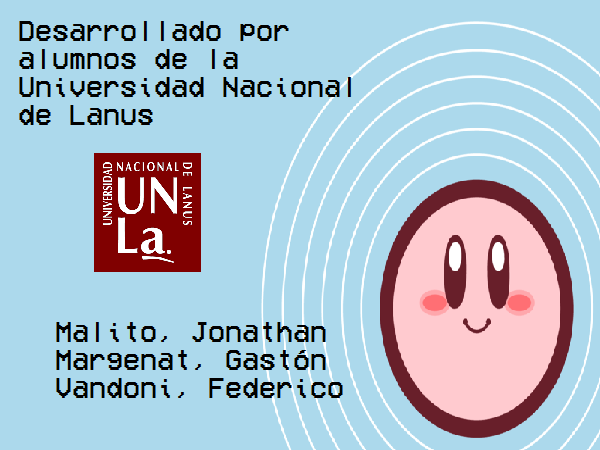 Desarrollado por
alumnos de la
Universidad Nacional
de Lanus
UNIVERSIDAD NACIONAL DE LANUS
UN
La.
Malito, Jonathan
Margenat, Gastón
Vandoni, Federico